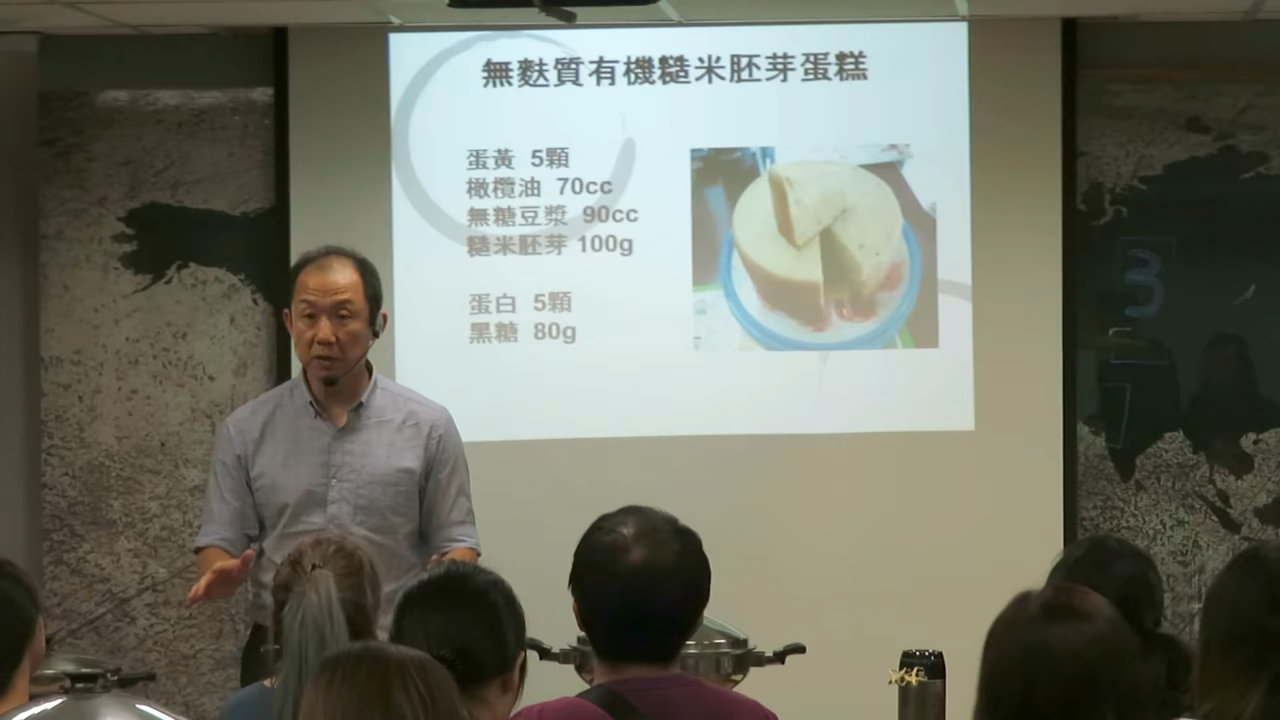 無麩質有機糙米胚芽蛋糕
蛋黃 5顆
橄欖油 70cc
無糖豆漿 90cc
糙米胚芽 100g
蛋白 5顆
黑糖 80g
3